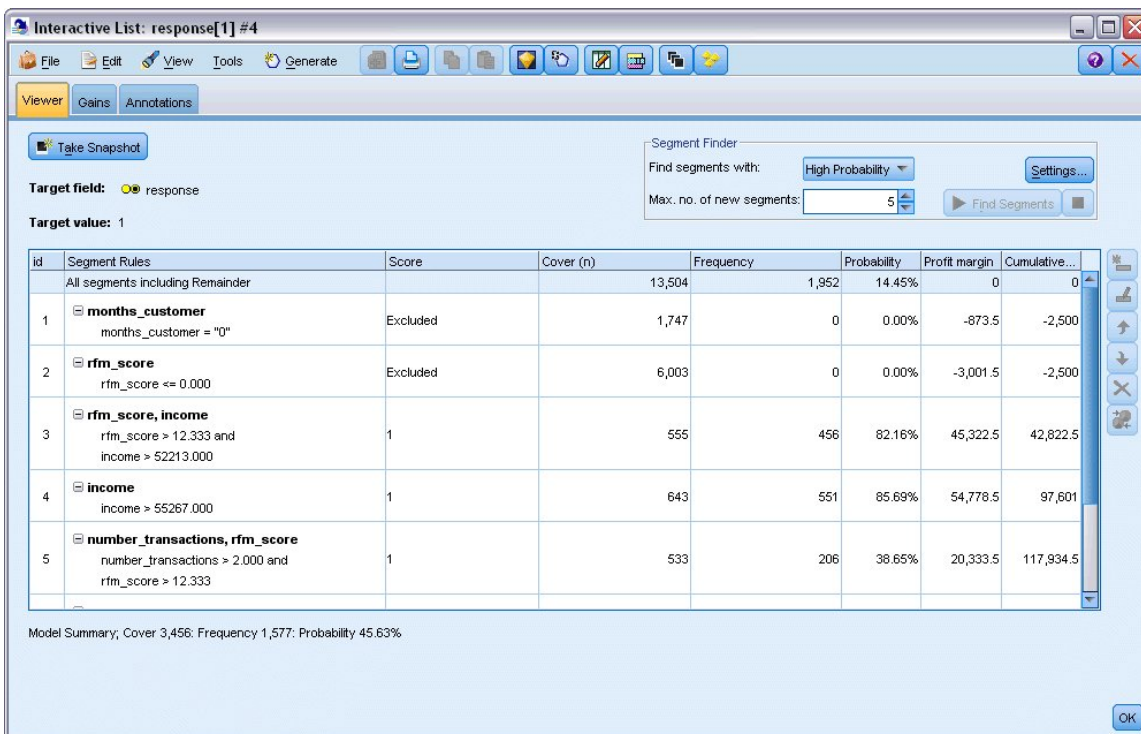 Interactive List: response[1] #4
File Edit View Tools Generate
Viewer Gains Annotations
Take Snapshot
Segment Finder
Find segments with: High Probability Settings...
Max. no. of new segments: 5 Find Segments
Target field: response
Target value: 1
id Segment Rules Score Cover (n) Frequency Probability Profit margin Cumulative...
All segments including Remainder 13,504 1,952 14.45% 0 0
months_customer
1 Excluded 1,747 0 0.00% -873.5 -2,500
months_customer = "0"
rfm_score
2 Excluded 6,003 0 0.00% -3,001.5 -2,500
rfm_score <= 0.000
rfm_score, income
3 rfm_score > 12.333 and 1 555 456 82.16% 45,322.5 42,822.5
income > 52213.000
income
4 1 643 551 85.69% 54,778.5 97,601
income > 55267.000
number_transactions, rfm_score
5 number_transactions > 2.000 and 1 533 206 38.65% 20,333.5 117,934.5
rfm_score > 12.333
Model Summary; Cover 3,456: Frequency 1,577: Probability 45.63%
OK